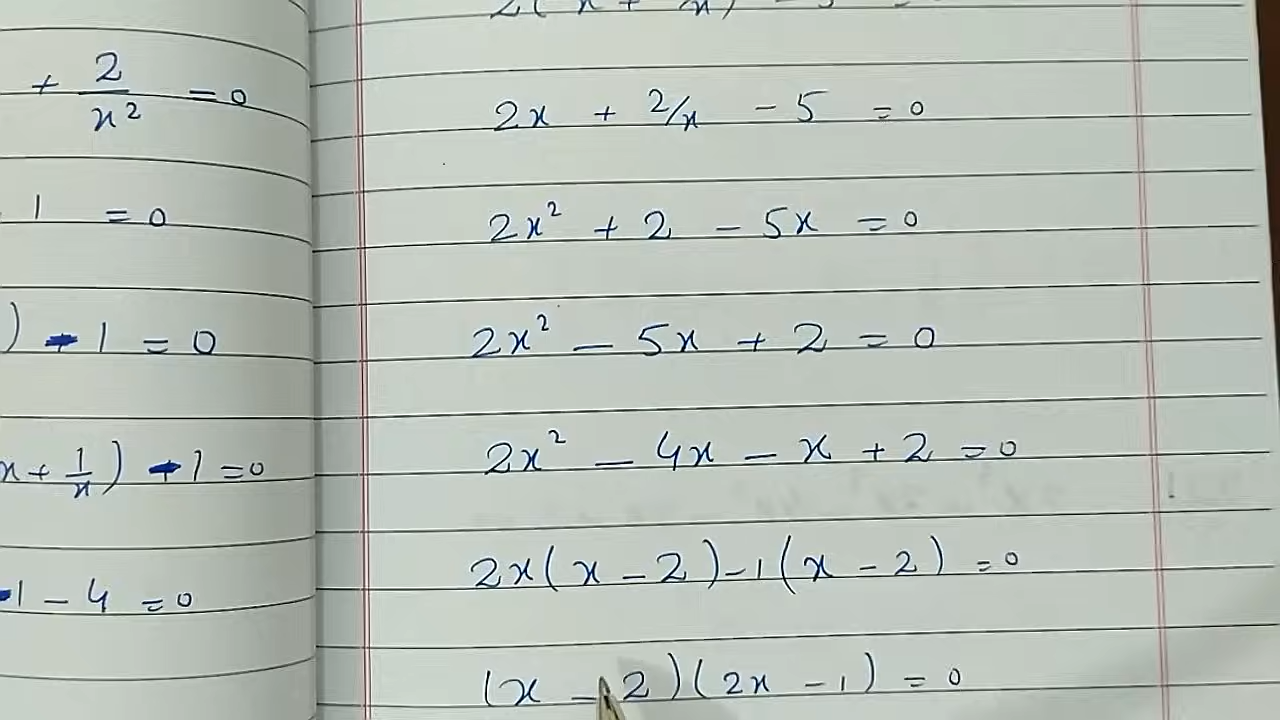 + 2/x² = 0
1 = 0
) - 1 = 0
x + 1/x) - 1 = 0
-1 - 4 = 0
2x + 2/x - 5 = 0
2x² + 2 - 5x = 0
2x² - 5x + 2 = 0
2x² - 4x - x + 2 = 0
2x(x - 2) - 1(x - 2) = 0
(x - 2)(2x - 1) = 0